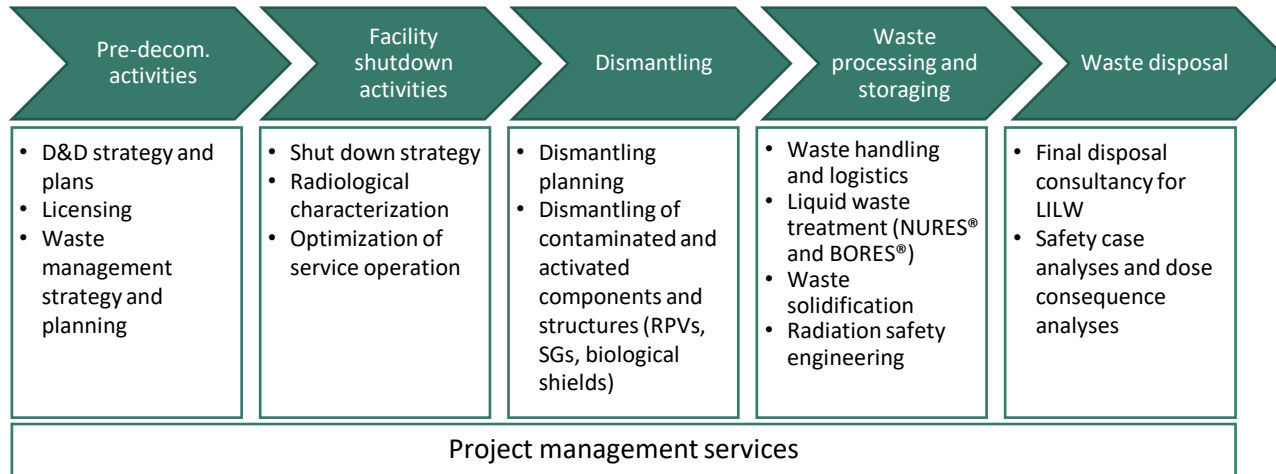 Pre-decom.
activities
Facility
shutdown
activities
Dismantling
Waste
processing and
storaging
Waste disposal
• D&D strategy and
plans
• Licensing
• Waste
management
strategy and
planning
• Shut down strategy
• Radiological
characterization
• Optimization of
service operation
• Dismantling
planning
• Dismantling of
contaminated and
activated
components and
structures (RPVs,
SGs, biological
shields)
• Waste handling
and logistics
• Liquid waste
treatment (NURES®
and BORES®)
• Waste
solidification
• Radiation safety
engineering
• Final disposal
consultancy for
LILW
• Safety case
analyses and dose
consequence
analyses
Project management services